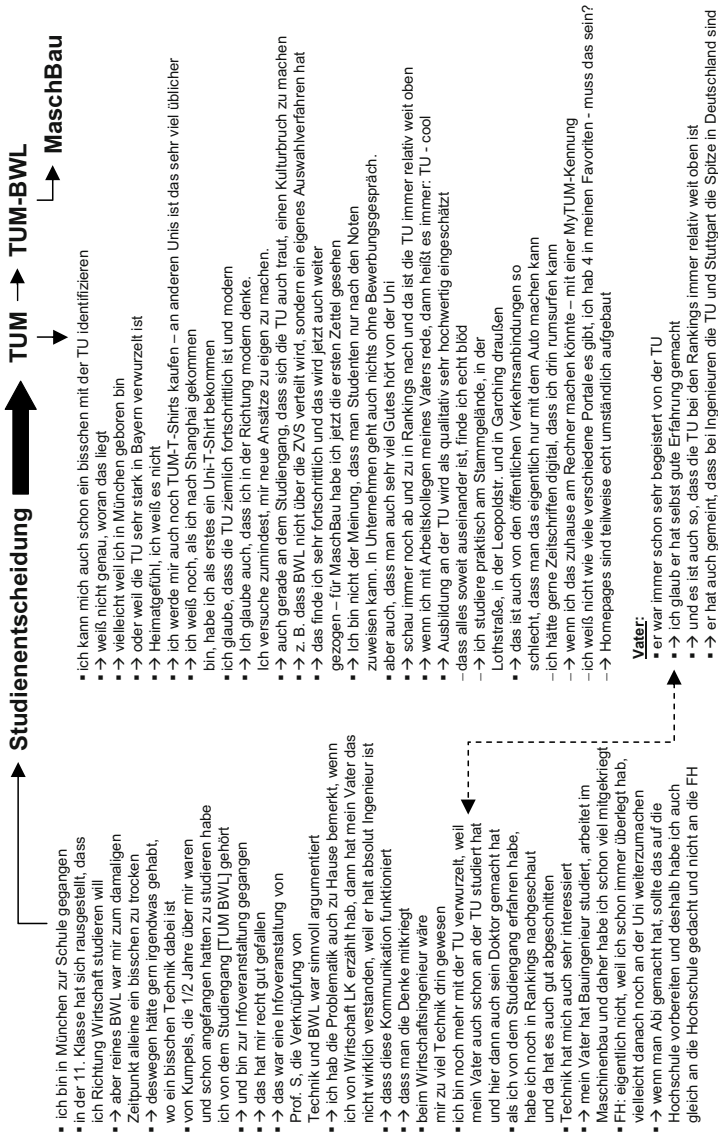 Studienentscheidung → TUM → TUM-BWL
MaschBau
▪ ich bin in München zur Schule gegangen
▪ in der 11. Klasse hat sich rausgestellt, dass
ich Richtung Wirtschaft studieren will
▪ → aber reines BWL war mir zum damaligen
Zeitpunkt alleine ein bisschen zu trocken
▪ → deswegen hätte gern irgendwas gehabt,
wo ein bisschen Technik dabei ist
▪ von Kumpels, die 1/2 Jahre über mir waren
und schon angefangen hatten zu studieren habe
ich von dem Studiengang [TUM BWL] gehört
▪ → und bin zur Infoveranstaltung gegangen
▪ → das hat mir recht gut gefallen
▪ → das war eine Infoveranstaltung von
Prof. S, die Verknüpfung von
Technik und BWL war sinnvoll argumentiert
▪ → ich hab die Problematik auch zu Hause bemerkt, wenn
ich von Wirtschaft LK erzählt hab, dann hat mein Vater das
nicht wirklich verstanden, weil er halt absolut Ingenieur ist
▪ → dass diese Kommunikation funktioniert
▪ → dass man die Denke mitkriegt
▪ beim Wirtschaftsingenieur wäre
mir zu viel Technik drin gewesen
▪ ich bin noch mehr mit der TU verwurzelt, weil
mein Vater auch schon an der TU studiert hat
und hier dann auch sein Doktor gemacht hat
▪ als ich von dem Studiengang erfahren habe,
habe ich noch in Rankings nachgeschaut
und da hat es auch gut abgeschnitten
▪ Technik hat mich auch sehr interessiert
▪ → mein Vater hat Bauingenieur studiert, arbeitet im
Maschinenbau und daher habe ich schon viel mitgekriegt
▪ FH: eigentlich nicht, weil ich schon immer überlegt hab,
vielleicht danach noch an der Uni weiterzumachen
▪ → wenn man Abi gemacht hat, sollte das auf die
Hochschule vorbereiten und deshalb habe ich auch
gleich an die Hochschule gedacht und nicht an die FH
▪ ich kann mich auch schon ein bisschen mit der TU identifizieren
▪ → weiß nicht genau, woran das liegt
▪ → vielleicht weil ich in München geboren bin
▪ → oder weil die TU sehr stark in Bayern verwurzelt ist
▪ → Heimatgefühl, ich weiß es nicht
▪ → ich werde mir auch noch TUM-T-Shirts kaufen – an anderen Unis ist das sehr viel üblicher
▪ → ich weiß noch, als ich nach Shanghai gekommen
bin, habe ich als erstes ein Uni-T-Shirt bekommen
▪ ich glaube, dass die TU ziemlich fortschrittlich ist und modern
▪ → Ich glaube auch, dass ich in der Richtung modern denke.
Ich versuche zumindest, mir neue Ansätze zu eigen zu machen.
▪ → auch gerade an dem Studiengang, dass sich die TU auch traut, einen Kulturbruch zu machen
▪ → z. B. dass BWL nicht über die ZVS verteilt wird, sondern ein eigenes Auswahlverfahren hat
▪ → das finde ich sehr fortschrittlich und das wird jetzt auch weiter
gezogen – für MaschBau habe ich jetzt die ersten Zettel gesehen
▪ → Ich bin nicht der Meinung, dass man Studenten nur nach den Noten
zuweisen kann. In Unternehmen geht auch nichts ohne Bewerbungsgespräch.
▪ aber auch, dass man auch sehr viel Gutes hört von der Uni
▪ → schau immer noch ab und zu in Rankings nach und da ist die TU immer relativ weit oben
▪ → wenn ich mit Arbeitskollegen meines Vaters rede, dann heißt es immer: TU - cool
▪ → Ausbildung an der TU wird als qualitativ sehr hochwertig eingeschätzt
– dass alles soweit auseinander ist, finde ich echt blöd
– → ich studiere praktisch am Stammgelände, in der
Lothstraße, in der Leopoldstr. und in Garching draußen
▪ → das ist auch von den öffentlichen Verkehrsanbindungen so
schlecht, dass man das eigentlich nur mit dem Auto machen kann
– ich hätte gerne Zeitschriften digital, dass ich drin rumsurfen kann
– → wenn ich das zuhause am Rechner machen könnte – mit einer MyTUM-Kennung
– ich weiß nicht wie viele verschiedene Portale es gibt, ich hab 4 in meinen Favoriten - muss das sein?
– → Homepages sind teilweise echt umständlich aufgebaut
Vater:
▪ er war immer schon sehr begeistert von der TU
▪ → ich glaub er hat selbst gute Erfahrung gemacht
▪ → und es ist auch so, dass die TU bei den Rankings immer relativ weit oben ist
▪ → er hat auch gemeint, dass bei Ingenieuren die TU und Stuttgart die Spitze in Deutschland sind